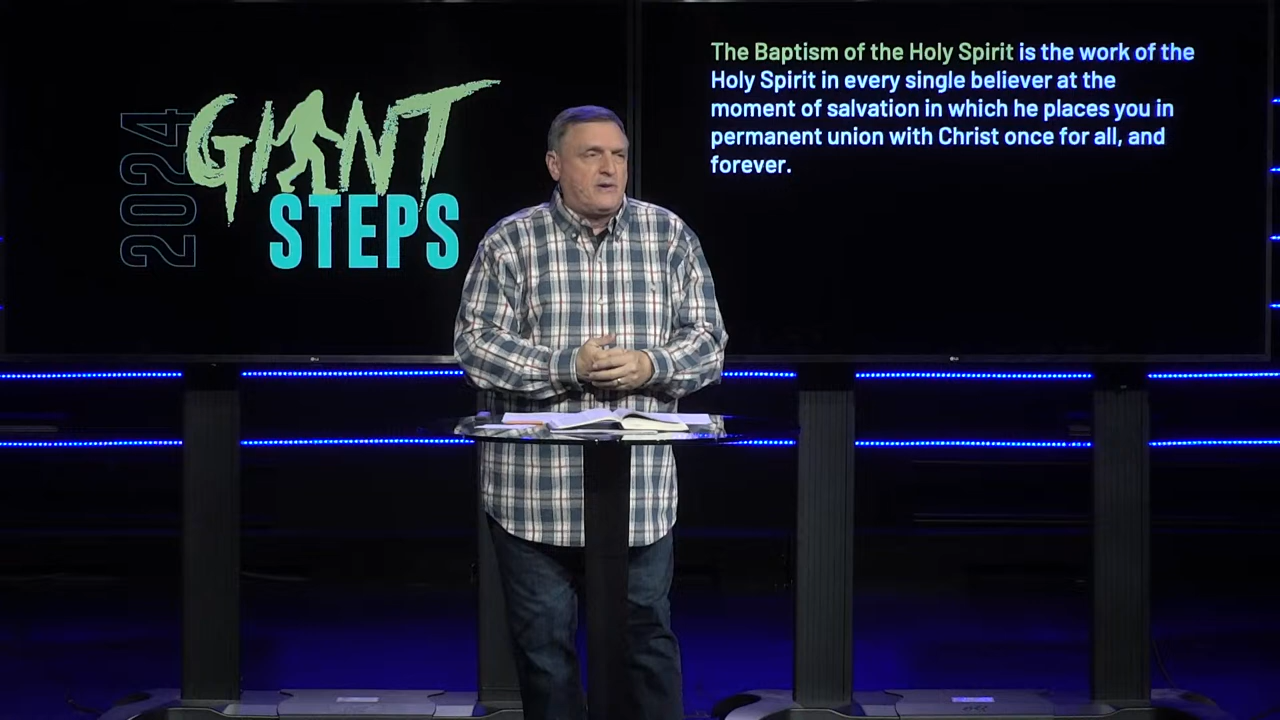 2024
GIANT
STEPS
The Baptism of the Holy Spirit is the work of the
Holy Spirit in every single believer at the
moment of salvation in which he places you in
permanent union with Christ once for all, and
forever.
LG
LG